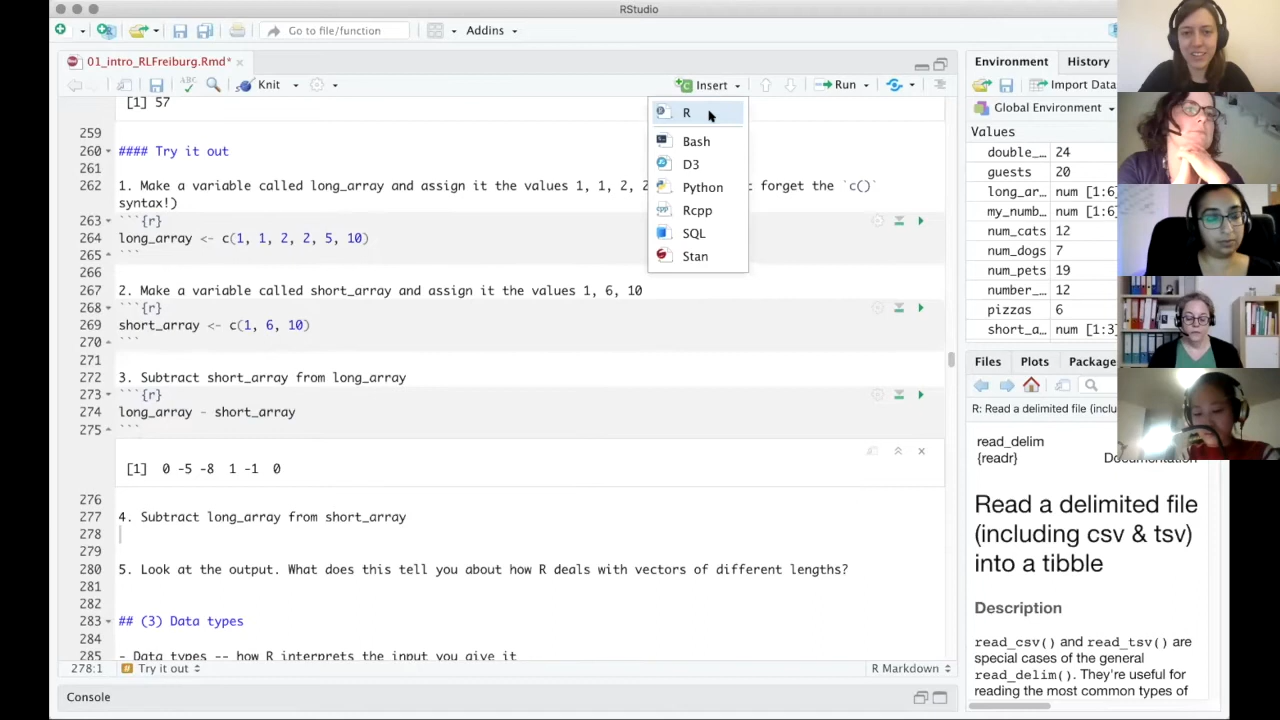 RStudio
Go to file/function
Addins
01_intro_RLFreiburg.Rmd*
Knit
Insert
Run
[1] 57
259
260 #### Try it out
261
262 1. Make a variable called long_array and assign it the values 1, 1, 2, 2 forget the `c()`
syntax!)
263 ```{r}
264 long_array <- c(1, 1, 2, 2, 5, 10)
265 ```
266
267 2. Make a variable called short_array and assign it the values 1, 6, 10
268 ```{r}
269 short_array <- c(1, 6, 10)
270 ```
271
272 3. Subtract short_array from long_array
273 ```{r}
274 long_array - short_array
275 ```
[1] 0 -5 -8 1 -1 0
276
277 4. Subtract long_array from short_array
278
279
280 5. Look at the output. What does this tell you about how R deals with vectors of different lengths?
281
282
283 ## (3) Data types
284
285 - Data types -- how R interprets the input you give it
278:1 # Try it out R Markdown
Console
R
Bash
D3
Python
Rcpp
SQL
Stan
Environment History
Import Data
Global Environment
Values
double_… 24
guests 20
long_ar… num [1:6]
my_numb… num [1:6]
num_cats 12
num_dogs 7
num_pets 19
number_… 12
pizzas 6
short_a… num [1:3]
Files Plots Package
R: Read a delimited file (inclu
read_delim
{readr} Documentation
Read a delimited file
(including csv & tsv)
into a tibble
Description
read_csv() and read_tsv() are
special cases of the general
read_delim(). They're useful for
reading the most common types of